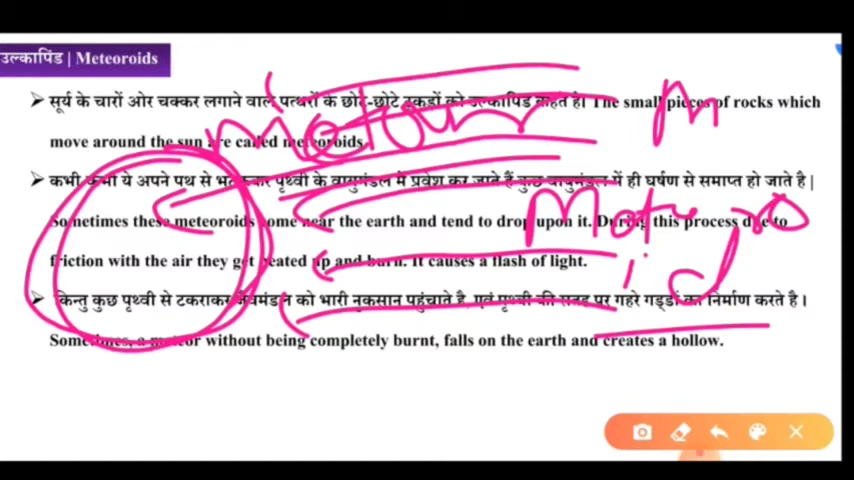 उल्कापिंड | Meteoroids
सूर्य के चारों ओर चक्कर लगाने वाले पत्थरों के छोटे-छोटे टुकडों को उल्कापिंड कहते है। The small pieces of rocks which
move around the sun are called meteoroids.
कभी कभी ये अपने पथ से भटककर पृथ्वी के वायुमंडल में प्रवेश कर जाते हैं कुछ वायुमंडल में ही घर्षण से समाप्त हो जाते है |
Sometimes these meteoroids come near the earth and tend to drop upon it. During this process due to
friction with the air they get heated up and burn. It causes a flash of light.
किन्तु कुछ पृथ्वी से टकराकर जैवमंडल को भारी नुकसान पहुंचाते है, एवं पृथ्वी की सतह पर गहरे गड्डों का निर्माण करते है।
Sometimes, a meteor without being completely burnt, falls on the earth and creates a hollow.